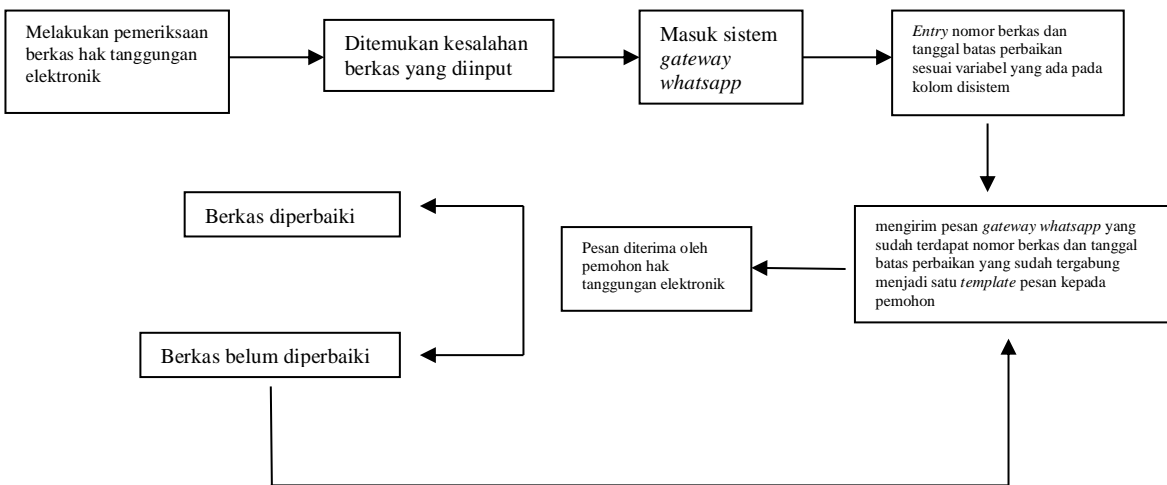 Melakukan pemeriksaan
berkas hak tanggungan
elektronik
Ditemukan kesalahan
berkas yang diinput
Masuk sistem
gateway
whatsapp
Entry nomor berkas dan
tanggal batas perbaikan
sesuai variabel yang ada pada
kolom disistem
mengirim pesan gateway whatsapp yang
sudah terdapat nomor berkas dan tanggal
batas perbaikan yang sudah tergabung
menjadi satu template pesan kepada
pemohon
Pesan diterima oleh
pemohon hak
tanggungan elektronik
Berkas diperbaiki
Berkas belum diperbaiki